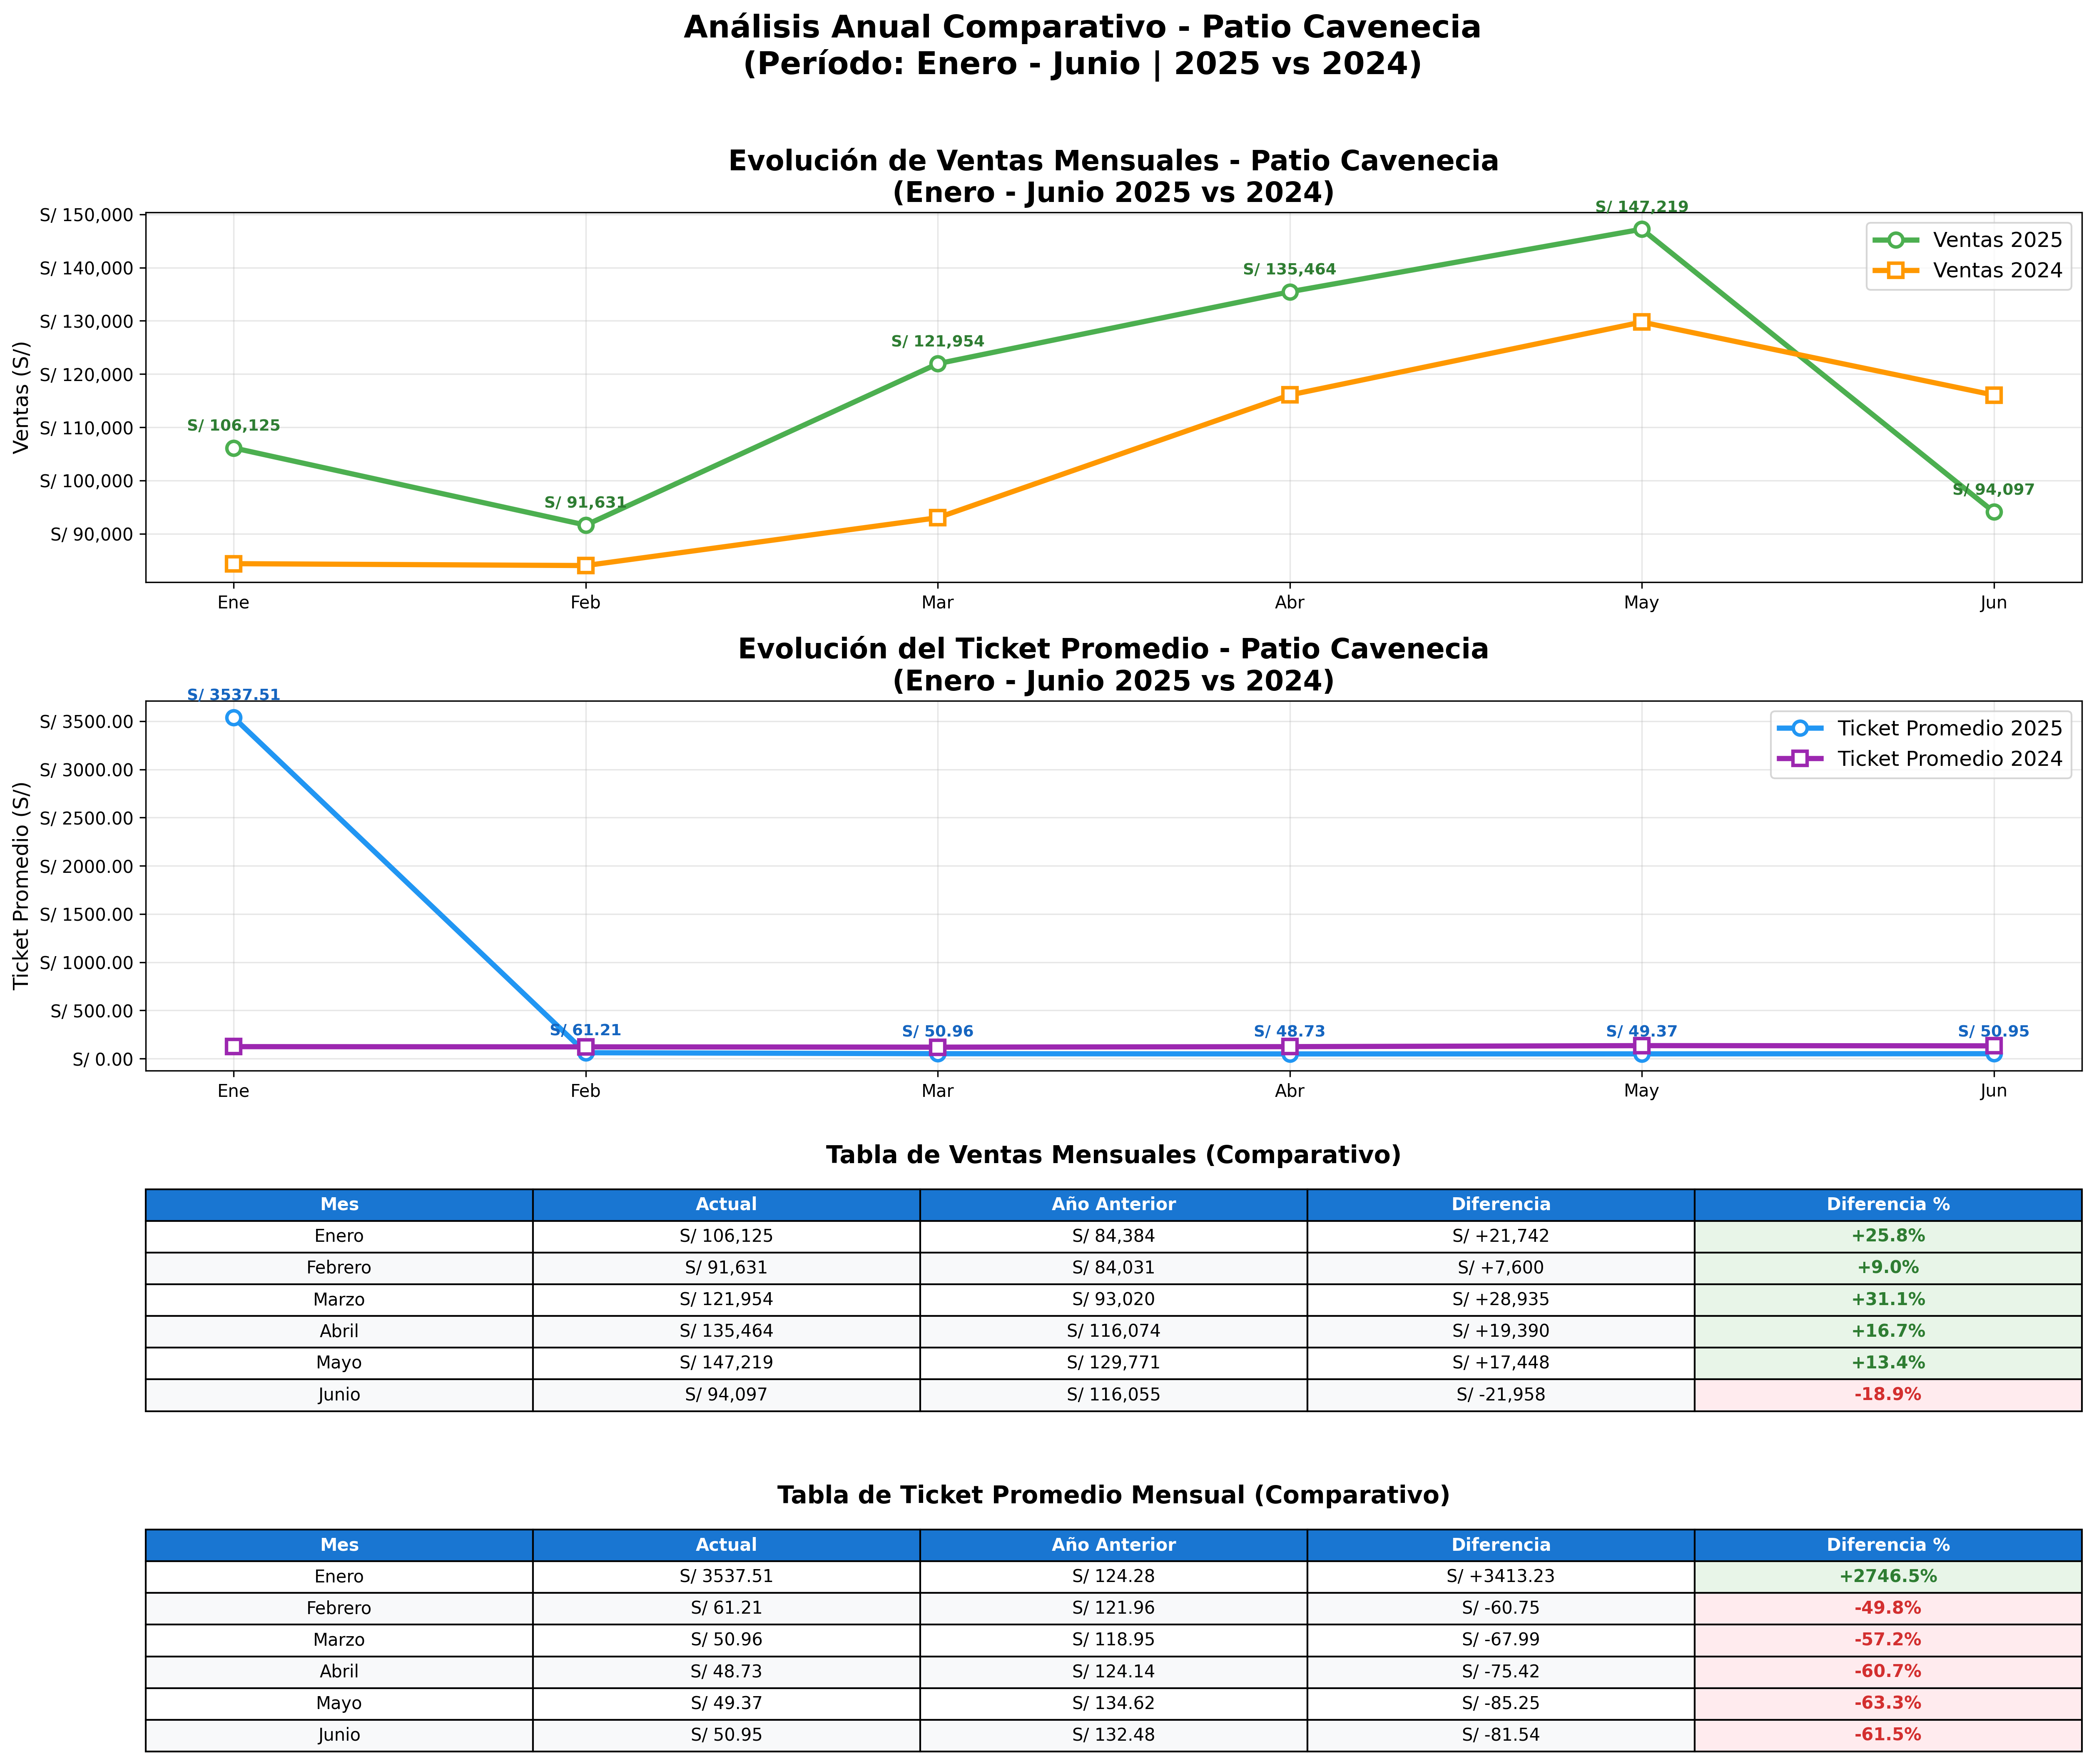 Análisis Anual Comparativo - Patio Cavenecia
(Período: Enero - Junio | 2025 vs 2024)
Evolución de Ventas Mensuales - Patio Cavenecia
(Enero - Junio 2025 vs 2024)
Ventas (S/)
S/ 150,000
S/ 140,000
S/ 130,000
S/ 120,000
S/ 110,000
S/ 100,000
S/ 90,000
S/ 106,125
S/ 91,631
S/ 121,954
S/ 135,464
S/ 147,219
S/ 94,097
Ventas 2025
Ventas 2024
Ene Feb Mar Abr May Jun
Evolución del Ticket Promedio - Patio Cavenecia
(Enero - Junio 2025 vs 2024)
Ticket Promedio (S/)
S/ 3500.00
S/ 3000.00
S/ 2500.00
S/ 2000.00
S/ 1500.00
S/ 1000.00
S/ 500.00
S/ 0.00
S/ 3537.51
S/ 61.21
S/ 50.96
S/ 48.73
S/ 49.37
S/ 50.95
Ticket Promedio 2025
Ticket Promedio 2024
Ene Feb Mar Abr May Jun
Tabla de Ventas Mensuales (Comparativo)
Mes Actual Año Anterior Diferencia Diferencia %
Enero S/ 106,125 S/ 84,384 S/ +21,742 +25.8%
Febrero S/ 91,631 S/ 84,031 S/ +7,600 +9.0%
Marzo S/ 121,954 S/ 93,020 S/ +28,935 +31.1%
Abril S/ 135,464 S/ 116,074 S/ +19,390 +16.7%
Mayo S/ 147,219 S/ 129,771 S/ +17,448 +13.4%
Junio S/ 94,097 S/ 116,055 S/ -21,958 -18.9%
Tabla de Ticket Promedio Mensual (Comparativo)
Mes Actual Año Anterior Diferencia Diferencia %
Enero S/ 3537.51 S/ 124.28 S/ +3413.23 +2746.5%
Febrero S/ 61.21 S/ 121.96 S/ -60.75 -49.8%
Marzo S/ 50.96 S/ 118.95 S/ -67.99 -57.2%
Abril S/ 48.73 S/ 124.14 S/ -75.42 -60.7%
Mayo S/ 49.37 S/ 134.62 S/ -85.25 -63.3%
Junio S/ 50.95 S/ 132.48 S/ -81.54 -61.5%